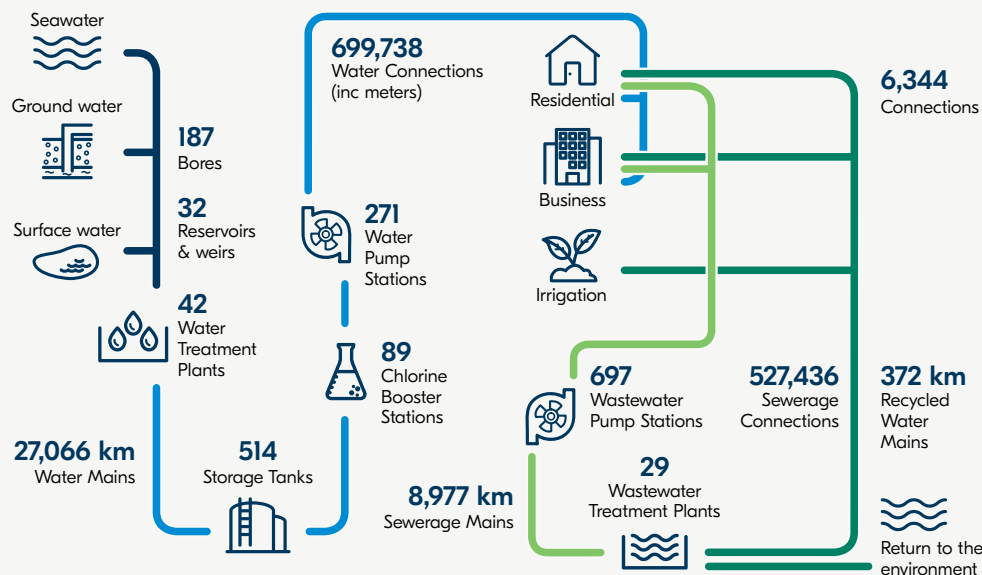 Seawater
Ground water
187
Bores
32
Reservoirs
& weirs
Surface water
42
Water
Treatment
Plants
27,066 km
Water Mains
514
Storage Tanks
89
Chlorine
Booster
Stations
271
Water
Pump
Stations
699,738
Water Connections
(inc meters)
Residential
Business
Irrigation
6,344
Connections
697
Wastewater
Pump Stations
527,436
Sewerage
Connections
372 km
Recycled
Water
Mains
8,977 km
Sewerage Mains
29
Wastewater
Treatment Plants
Return to the
environment